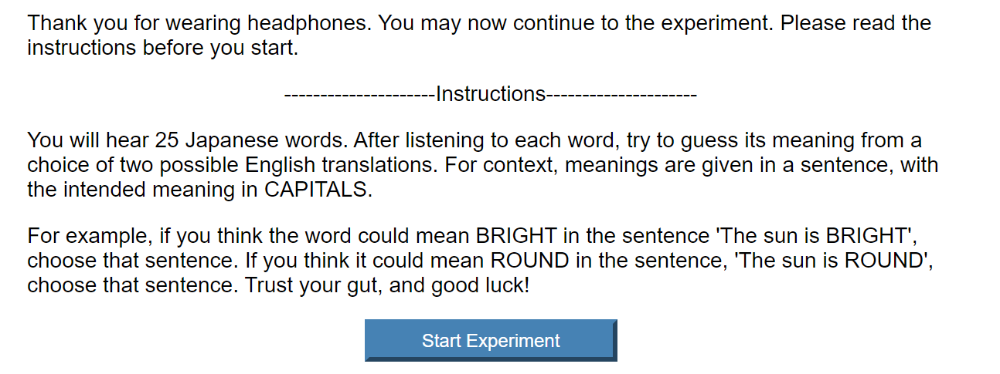 Thank you for wearing headphones. You may now continue to the experiment. Please read the
instructions before you start.
---------------------Instructions---------------------
You will hear 25 Japanese words. After listening to each word, try to guess its meaning from a
choice of two possible English translations. For context, meanings are given in a sentence, with
the intended meaning in CAPITALS.
For example, if you think the word could mean BRIGHT in the sentence 'The sun is BRIGHT',
choose that sentence. If you think it could mean ROUND in the sentence, 'The sun is ROUND',
choose that sentence. Trust your gut, and good luck!
Start Experiment